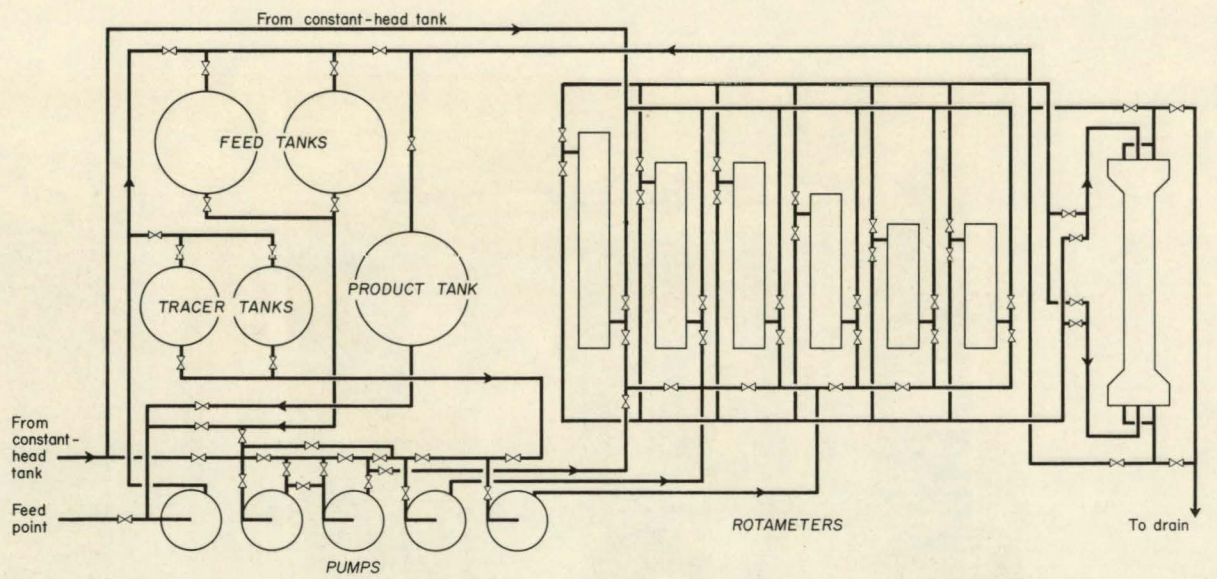 From constant-head tank
FEED TANKS
TRACER TANKS
PRODUCT TANK
From
constant-
head
tank
Feed
point
PUMPS
ROTAMETERS
To drain